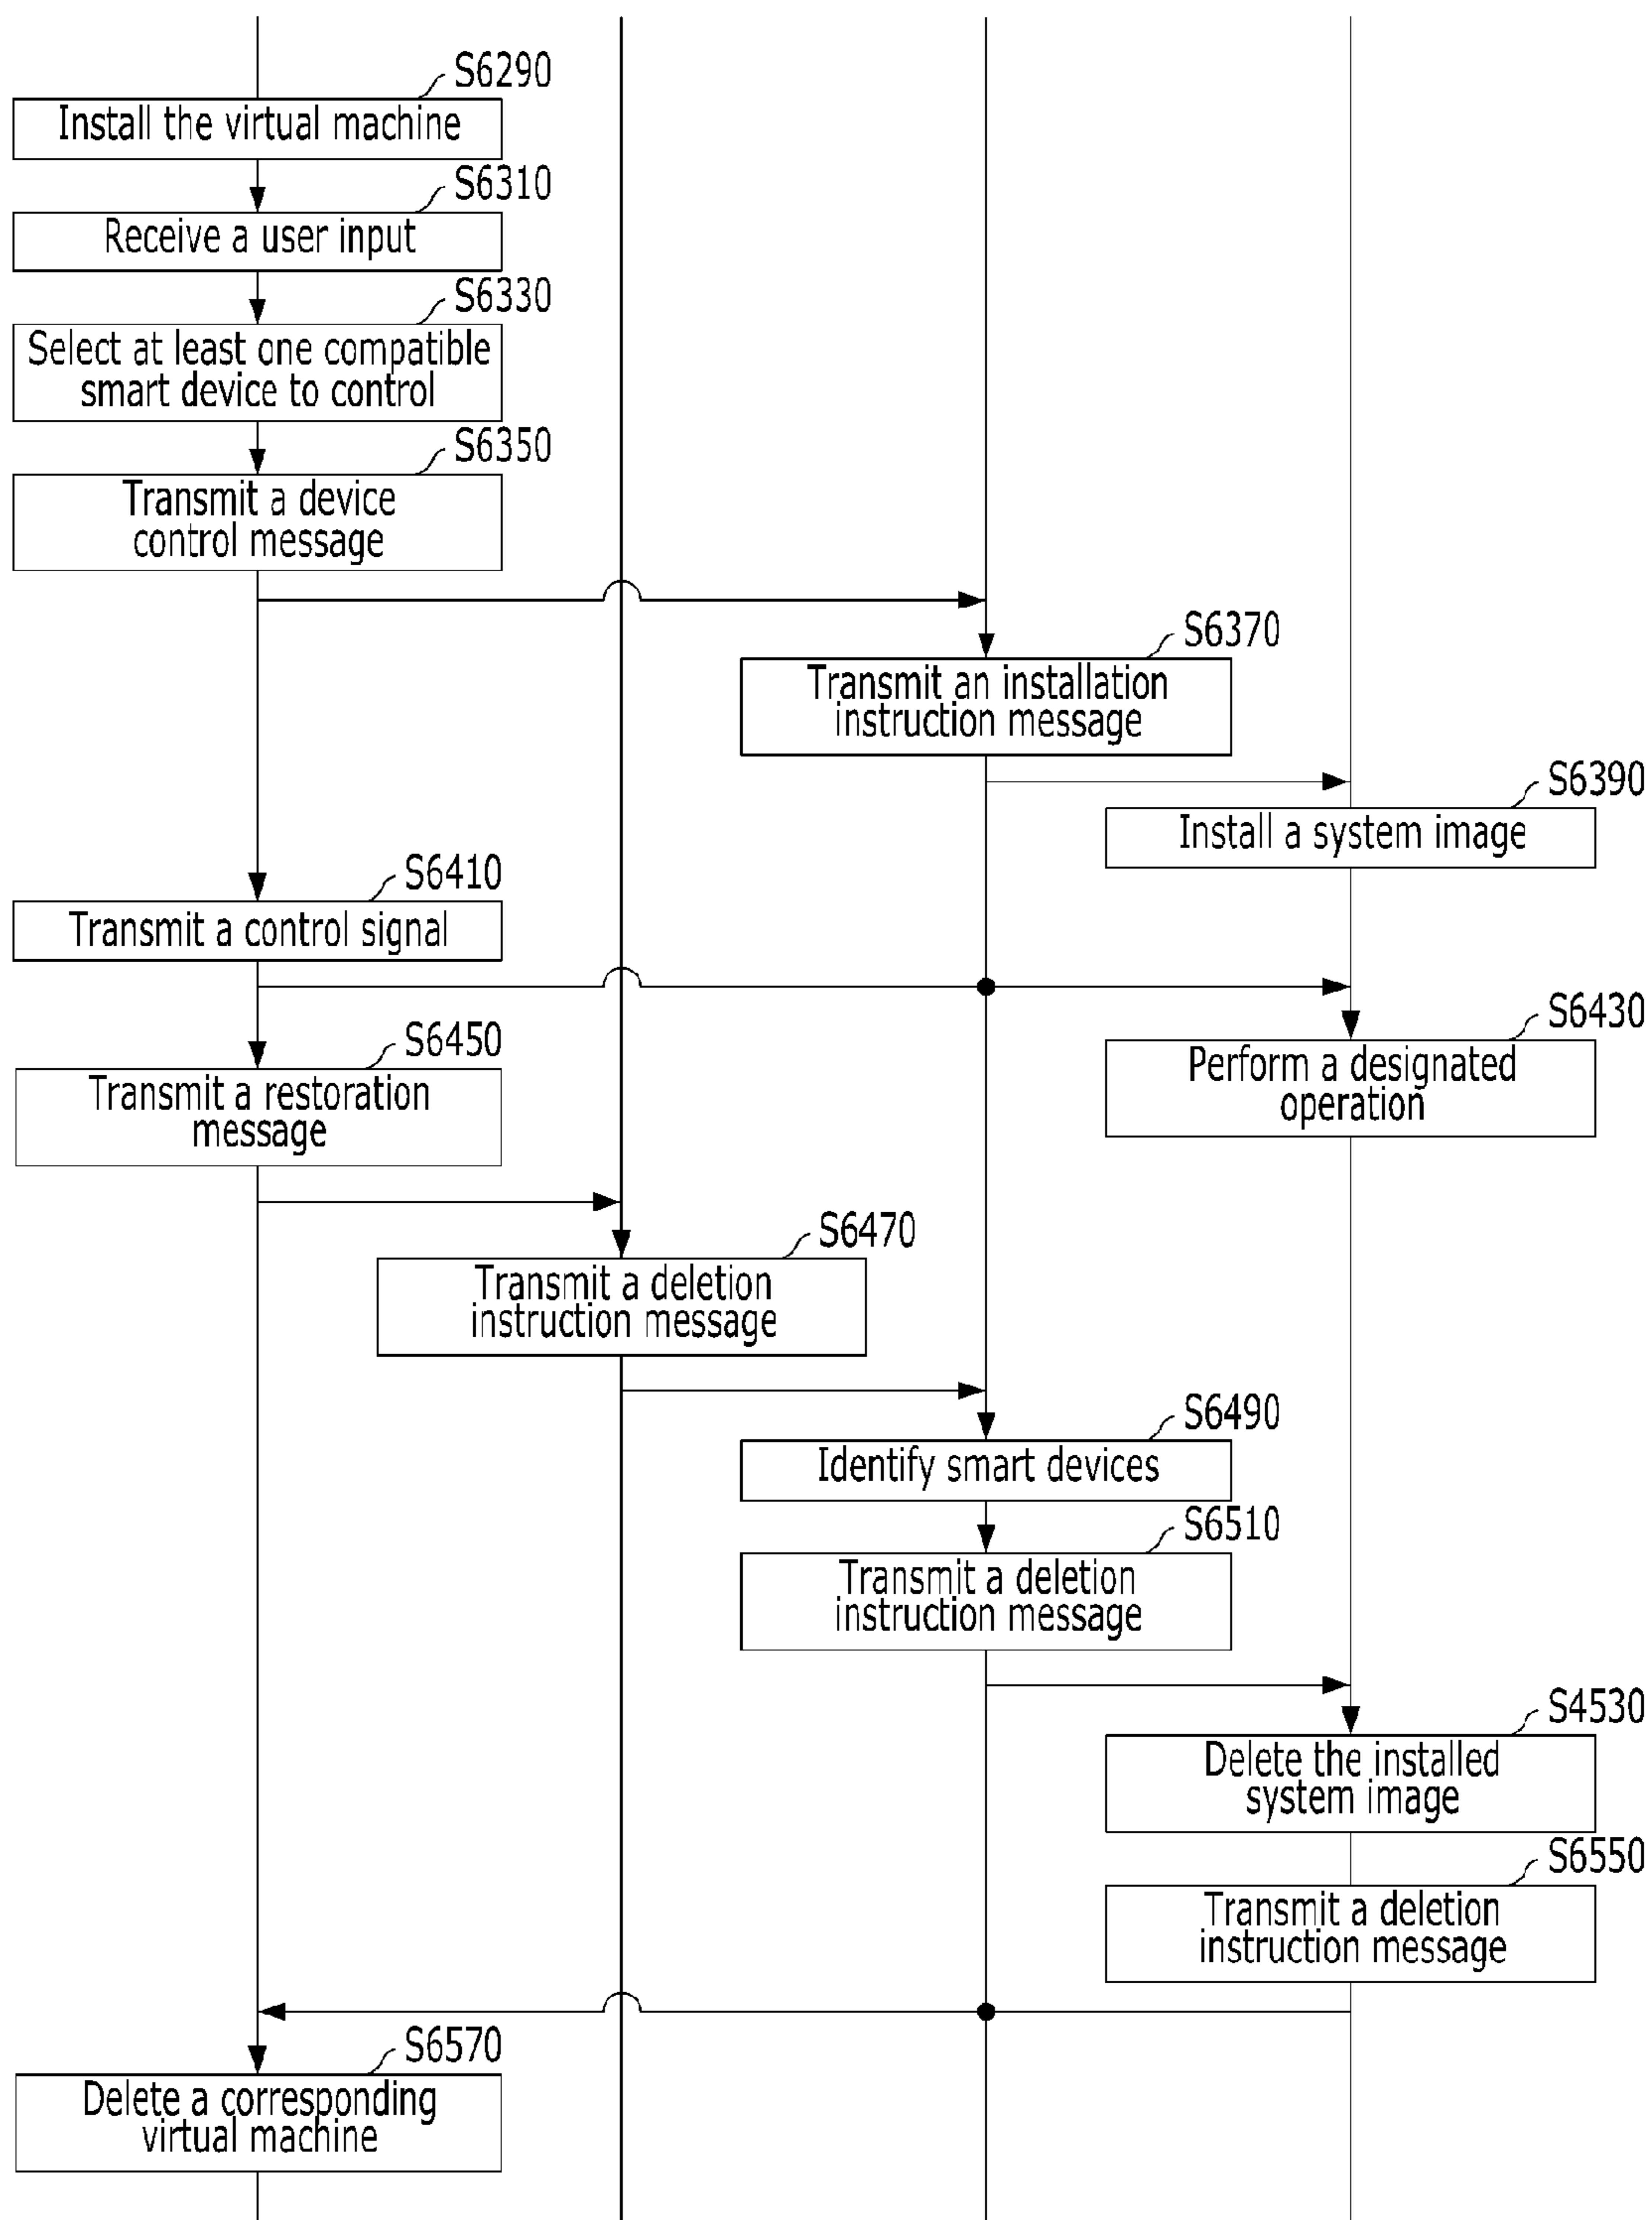 S6290
Install the virtual machine
S6310
Receive a user input
S6330
Select at least one compatible
smart device to control
S6350
Transmit a device
control message
S6370
Transmit an installation
instruction message
S6390
Install a system image
S6410
Transmit a control signal
S6430
Perform a designated
operation
S6450
Transmit a restoration
message
S6470
Transmit a deletion
instruction message
S6490
Identify smart devices
S6510
Transmit a deletion
instruction message
S4530
Delete the installed
system image
S6550
Transmit a deletion
instruction message
S6570
Delete a corresponding
virtual machine